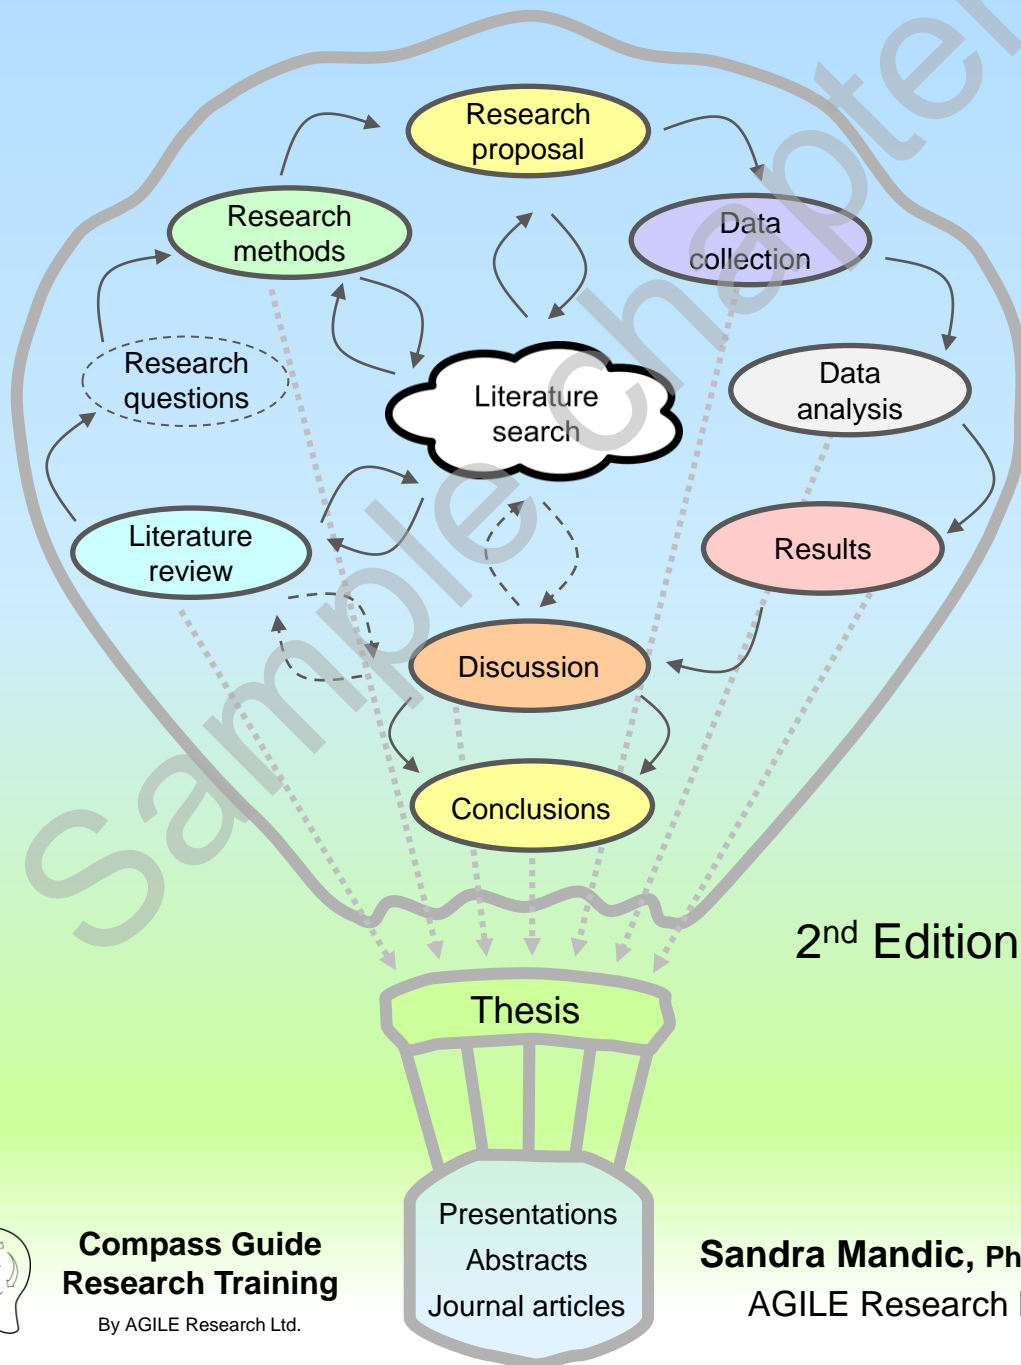 Research
proposal
Research
methods
Data
collection
Research
questions
Literature
search
Data
analysis
Literature
review
Results
Discussion
Conclusions
Sample chapter
2nd Edition
Thesis
Presentations
Abstracts
Journal articles
Compass Guide
Research Training
By AGILE Research Ltd.
Sandra Mandic, Ph
AGILE Research